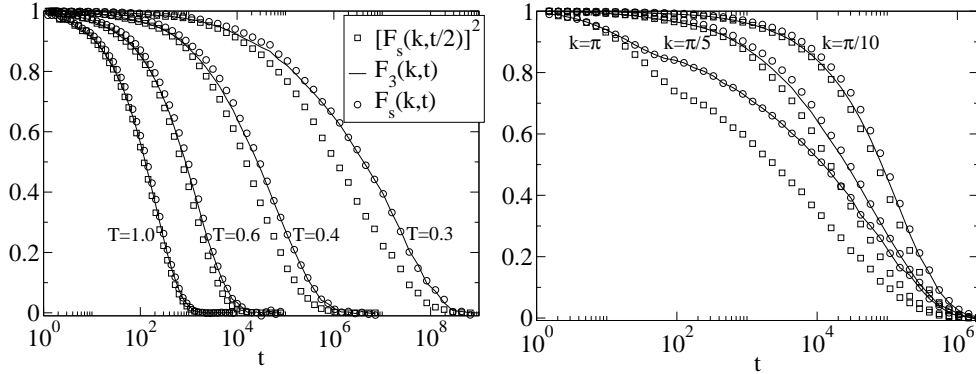 1
0.8
0.6
0.4
0.2
0
10^0
10^2
10^4
10^6
10^8
t
T=1.0
T=0.6
T=0.4
T=0.3
[F_s(k,t/2)]^2
F_3(k,t)
F_s(k,t)
1
0.8
0.6
0.4
0.2
0
10^0
10^2
10^4
10^6
t
k=π
k=π/5
k=π/10